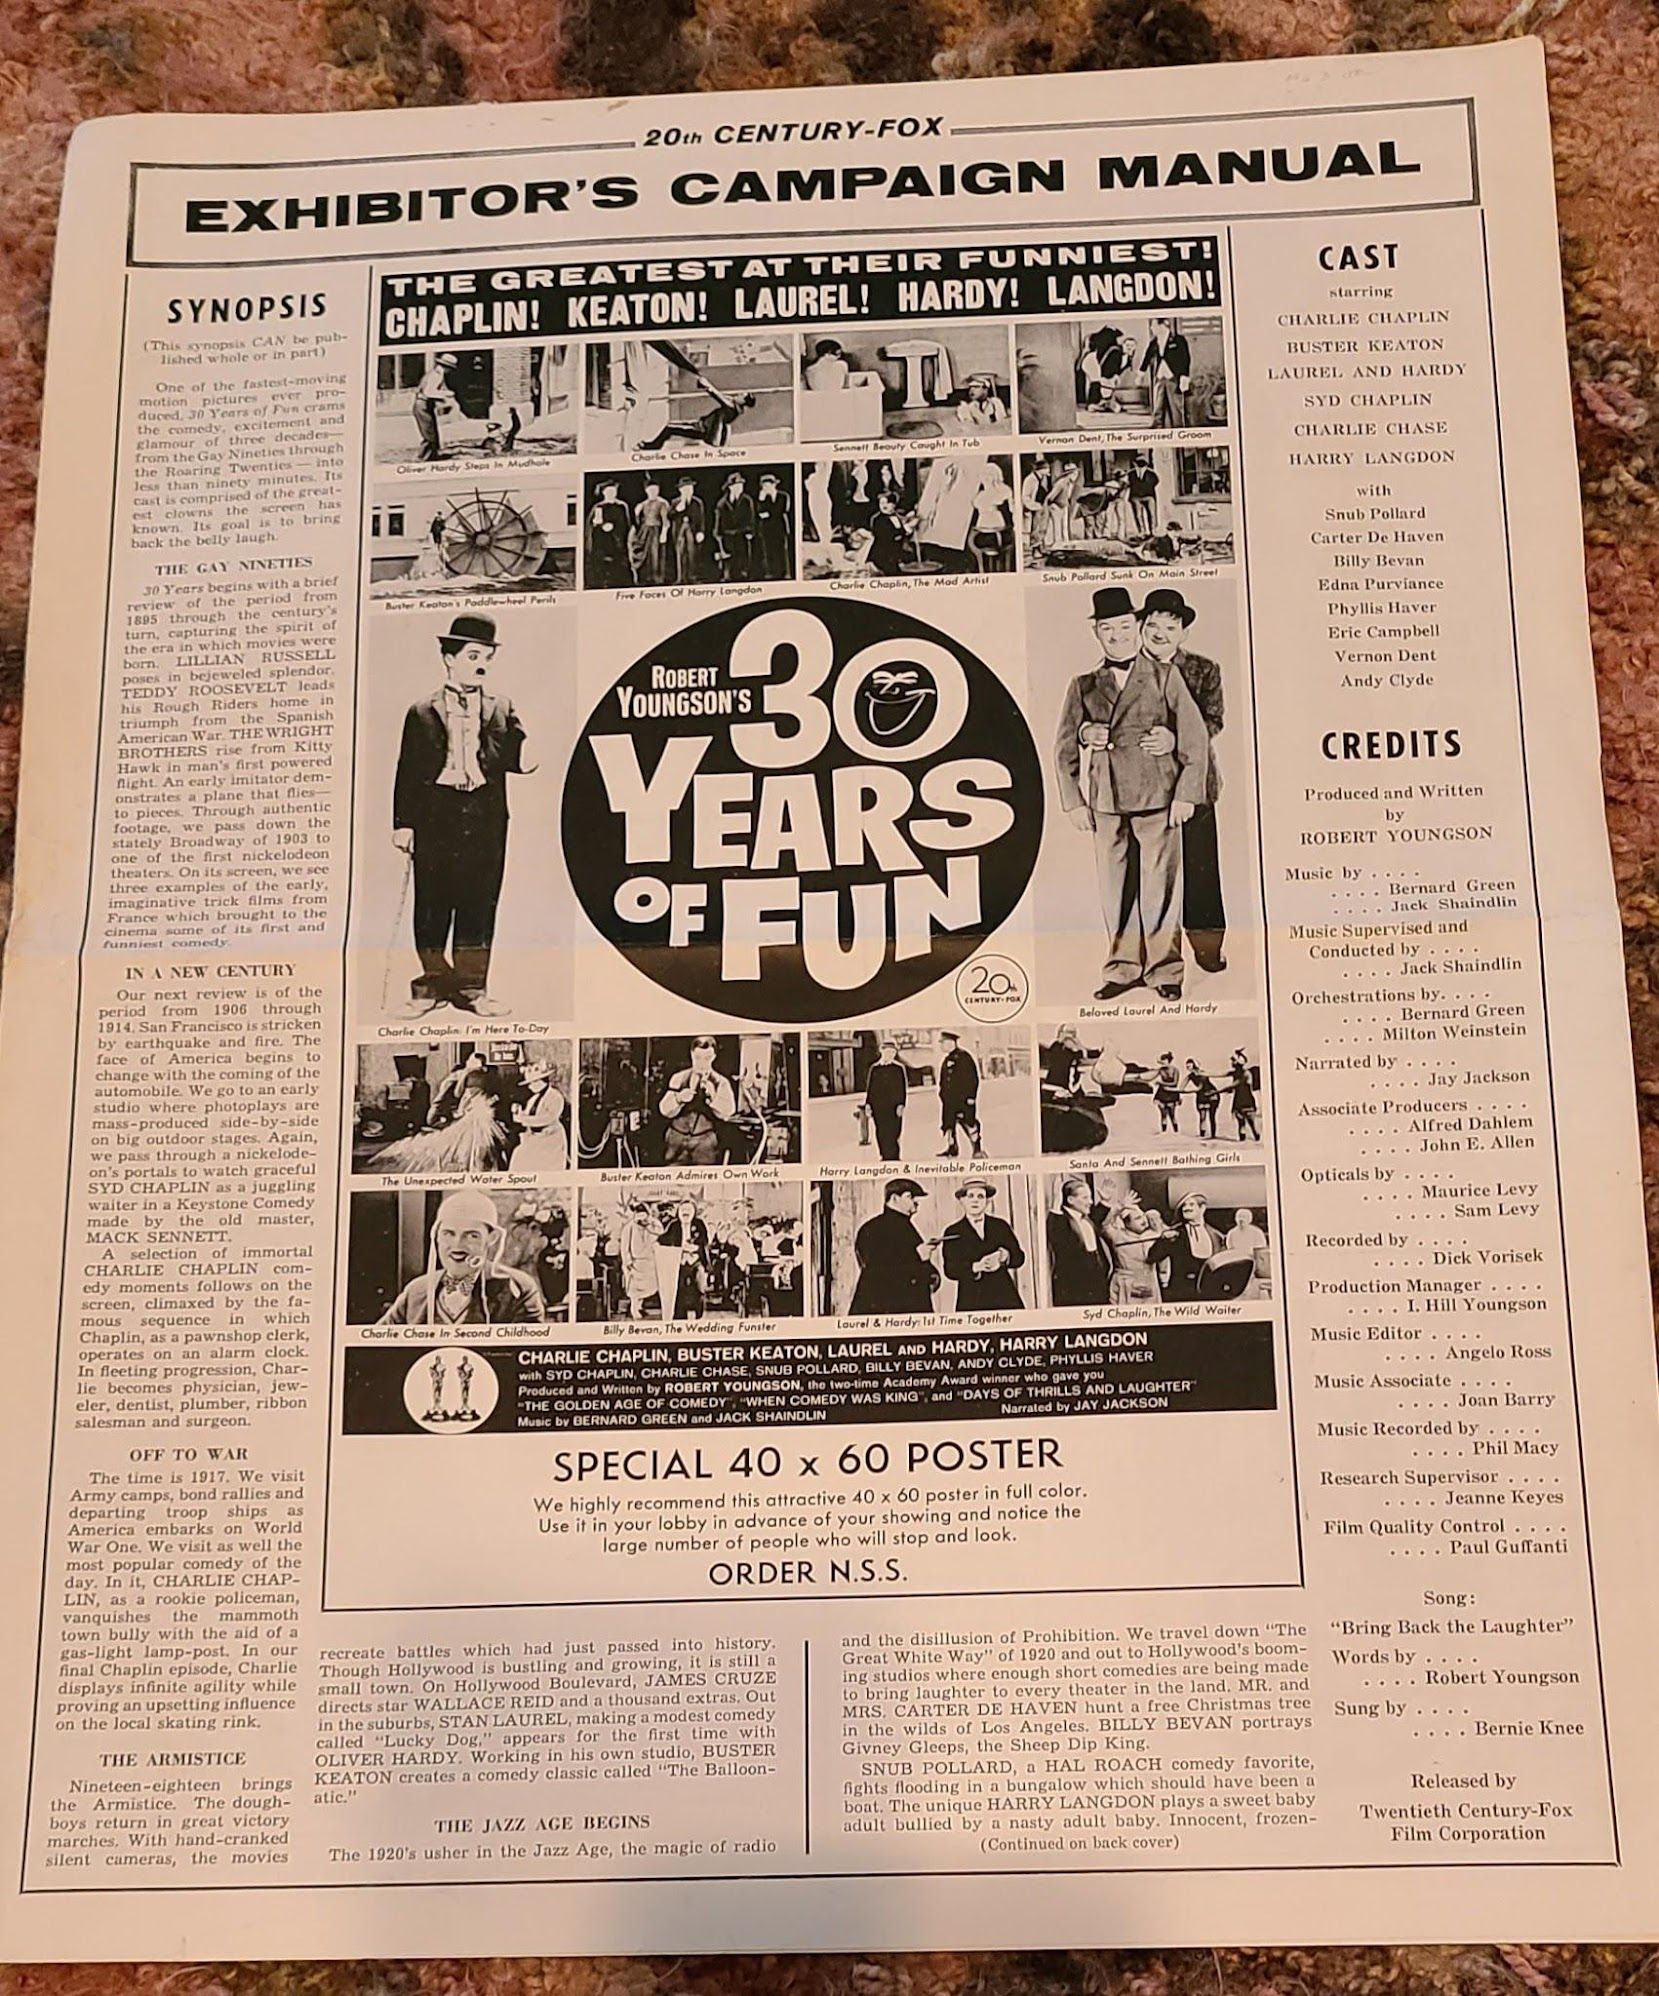 20th CENTURY-FOX
EXHIBITOR'S CAMPAIGN MANUAL
SYNOPSIS
(This synopsis CAN be pub-
lished whole or in part)
One of the fastest-moving
motion pictures ever pro-
duced, 30 Years of Fun crams
the comedy, excitement and
glamour of three decades—
from the Gay Nineties through
the Roaring Twenties — into
less than ninety minutes. Its
cast is comprised of the great-
est clowns the screen has
known. Its goal is to bring
back the belly laugh.
THE GAY NINETIES
30 Years begins with a brief
review of the period from
1895 through the century's
turn, capturing the spirit of
the era in which movies were
born. LILLIAN RUSSELL
poses in bejeweled splendor.
TEDDY ROOSEVELT leads
his Rough Riders home in
triumph from the Spanish
American War. THE WRIGHT
BROTHERS rise from Kitty
Hawk in man's first powered
flight. An early imitator dem-
onstrates a plane that flies—
to pieces. Through authentic
footage, we pass down the
stately Broadway of 1903 to
one of the first nickelodeon
theaters. On its screen, we see
three examples of the early,
imaginative trick films from
France which brought to the
cinema some of its first and
funniest comedy.
IN A NEW CENTURY
Our next review is of the
period from 1906 through
1914. San Francisco is stricken
by earthquake and fire. The
face of America begins to
change with the coming of the
automobile. We go to an early
studio where photoplays are
mass-produced side-by-side
on big outdoor stages. Again,
we pass through a nickelode-
on's portals to watch graceful
SYD CHAPLIN as a juggling
waiter in a Keystone Comedy
made by the old master,
MACK SENNETT.
A selection of immortal
CHARLIE CHAPLIN com-
edy moments follows on the
screen, climaxed by the fa-
mous sequence in which
Chaplin, as a pawnshop clerk,
operates on an alarm clock.
In fleeting progression, Char-
lie becomes physician, jew-
eler, dentist, plumber, ribbon
salesman and surgeon.
OFF TO WAR
The time is 1917. We visit
Army camps, bond rallies and
departing troop ships as
America embarks on World
War One. We visit as well the
most popular comedy of the
day. In it, CHARLIE CHAP-
LIN, as a rookie policeman,
vanquishes the mammoth
town bully with the aid of a
gas-light lamp-post. In our
final Chaplin episode, Charlie
displays infinite agility while
proving an upsetting influence
on the local skating rink.
THE ARMISTICE
Nineteen-eighteen brings
the Armistice. The dough-
boys return in great victory
marches. With hand-cranked
silent cameras, the movies
THE GREATEST AT THEIR FUNNIEST!
CHAPLIN! KEATON! LAUREL! HARDY! LANGDON!
Oliver Hardy Steps In Mudhole
Charlie Chase In Space
Sennett Beauty Caught In Tub
Vernon Dent, The Surprised Groom
Buster Keaton's Paddlewheel Perils
Five Faces Of Harry Langdon
Charlie Chaplin, The Mad Artist
Snub Pollard Sunk On Main Street
ROBERT
YOUNGSON'S
30
YEARS
OF FUN
20th
CENTURY-FOX
Charlie Chaplin: I'm Here To-Day
Beloved Laurel And Hardy
The Unexpected Water Spout
Buster Keaton Admires Own Work
Harry Langdon & Inevitable Policeman
Santa And Sennett Bathing Girls
Charlie Chase In Second Childhood
Billy Bevan, The Wedding Funster
Laurel & Hardy: 1st Time Together
Syd Chaplin, The Wild Waiter
CHARLIE CHAPLIN, BUSTER KEATON, LAUREL AND HARDY, HARRY LANGDON
with SYD CHAPLIN, CHARLIE CHASE, SNUB POLLARD, BILLY BEVAN, ANDY CLYDE, PHYLLIS HAVER
Produced and Written by ROBERT YOUNGSON, the two-time Academy Award winner who gave you
"THE GOLDEN AGE OF COMEDY", "WHEN COMEDY WAS KING", and "DAYS OF THRILLS AND LAUGHTER"
Music by BERNARD GREEN and JACK SHAINDLIN Narrated by JAY JACKSON
SPECIAL 40 x 60 POSTER
We highly recommend this attractive 40 x 60 poster in full color.
Use it in your lobby in advance of your showing and notice the
large number of people who will stop and look.
ORDER N.S.S.
recreate battles which had just passed into history.
Though Hollywood is bustling and growing, it is still a
small town. On Hollywood Boulevard, JAMES CRUZE
directs star WALLACE REID and a thousand extras. Out
in the suburbs, STAN LAUREL, making a modest comedy
called "Lucky Dog," appears for the first time with
OLIVER HARDY. Working in his own studio, BUSTER
KEATON creates a comedy classic called "The Balloon-
atic."
THE JAZZ AGE BEGINS
The 1920's usher in the Jazz Age, the magic of radio
and the disillusion of Prohibition. We travel down "The
Great White Way" of 1920 and out to Hollywood's boom-
ing studios where enough short comedies are being made
to bring laughter to every theater in the land. MR. and
MRS. CARTER DE HAVEN hunt a free Christmas tree
in the wilds of Los Angeles. BILLY BEVAN portrays
Givney Gleeps, the Sheep Dip King.
SNUB POLLARD, a HAL ROACH comedy favorite,
fights flooding in a bungalow which should have been a
boat. The unique HARRY LANGDON plays a sweet baby
adult bullied by a nasty adult baby. Innocent, frozen-
(Continued on back cover)
CAST
starring
CHARLIE CHAPLIN
BUSTER KEATON
LAUREL AND HARDY
SYD CHAPLIN
CHARLIE CHASE
HARRY LANGDON
with
Snub Pollard
Carter De Haven
Billy Bevan
Edna Purviance
Phyllis Haver
Eric Campbell
Vernon Dent
Andy Clyde
CREDITS
Produced and Written
by
ROBERT YOUNGSON
Music by . . . .
. . . . Bernard Green
. . . . Jack Shaindlin
Music Supervised and
Conducted by . . . .
. . . . Jack Shaindlin
Orchestrations by. . . .
. . . . Bernard Green
. . . . Milton Weinstein
Narrated by . . . .
. . . . Jay Jackson
Associate Producers . . . .
. . . . Alfred Dahlem
. . . . John E. Allen
Opticals by . . . .
. . . . Maurice Levy
. . . . Sam Levy
Recorded by . . . .
. . . . Dick Vorisek
Production Manager . . . .
. . . . I. Hill Youngson
Music Editor . . . .
. . . . Angelo Ross
Music Associate . . . .
. . . . Joan Barry
Music Recorded by . . . .
. . . . Phil Macy
Research Supervisor . . . .
. . . . Jeanne Keyes
Film Quality Control . . . .
. . . . Paul Guffanti
Song:
"Bring Back the Laughter"
Words by . . . .
. . . . Robert Youngson
Sung by . . . .
. . . . Bernie Knee
Released by
Twentieth Century-Fox
Film Corporation